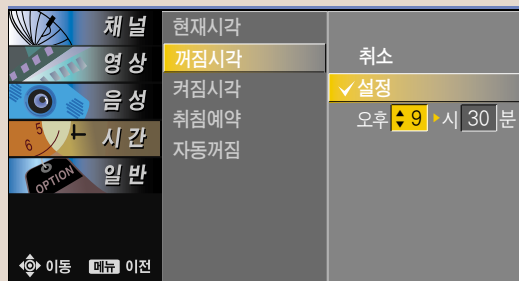 채널
영상
음성
시간
일반
5
6
OPTION
이동 메뉴 이전
현재시각
꺼짐시각
켜짐시각
취침예약
자동꺼짐
취소
✓설정
오후 9 시 30 분